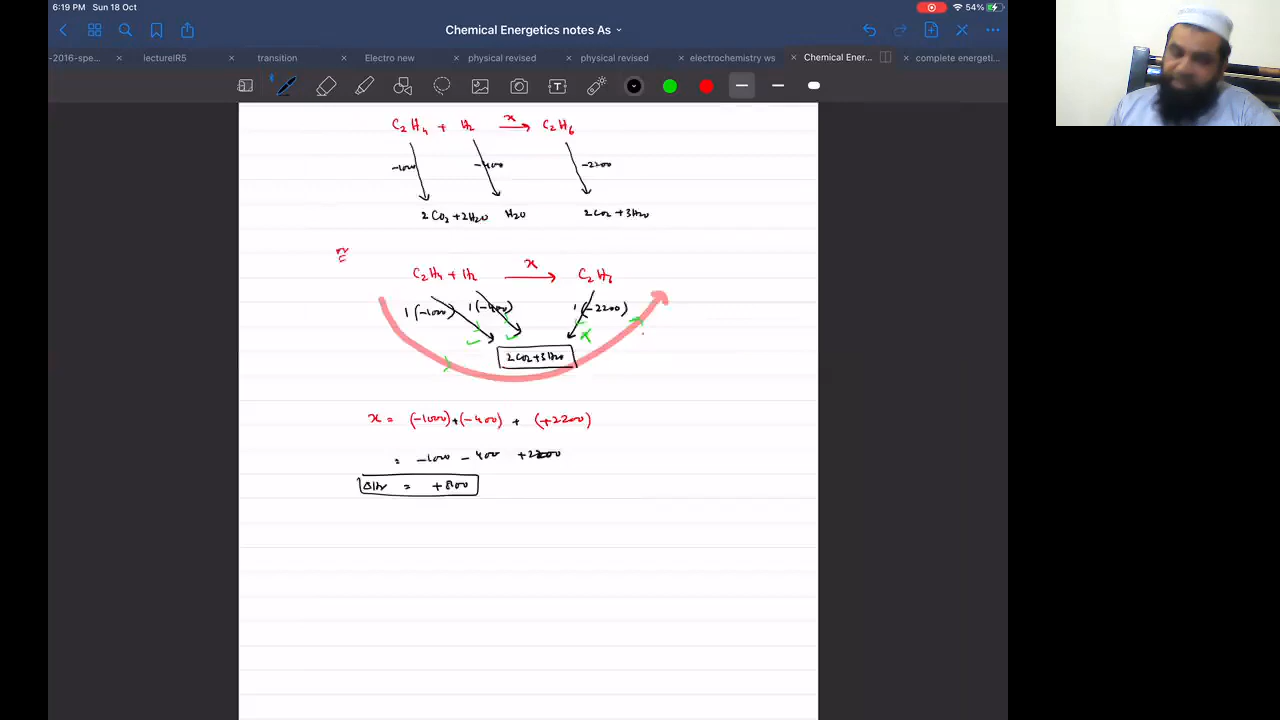 6:19 PM Sun 18 Oct
54%
Chemical Energetics notes As
-2016-spe...
lectureIR5
transition
Electro new
physical revised
physical revised
electrochemistry ws
Chemical Ener...
complete energeti...
C2H4 + H2 x → C2H6
-1000 -400 -2200
2CO2 + 2H2O H2O 2CO2 + 3H2O
or
C2H4 + H2 x → C2H6
1(-1000) 1(-400) 1(-2200)
2CO2+3H2O
x = (-1000)+(-400) + (+2200)
= -1000 - 400 +2200
ΔHr = +800